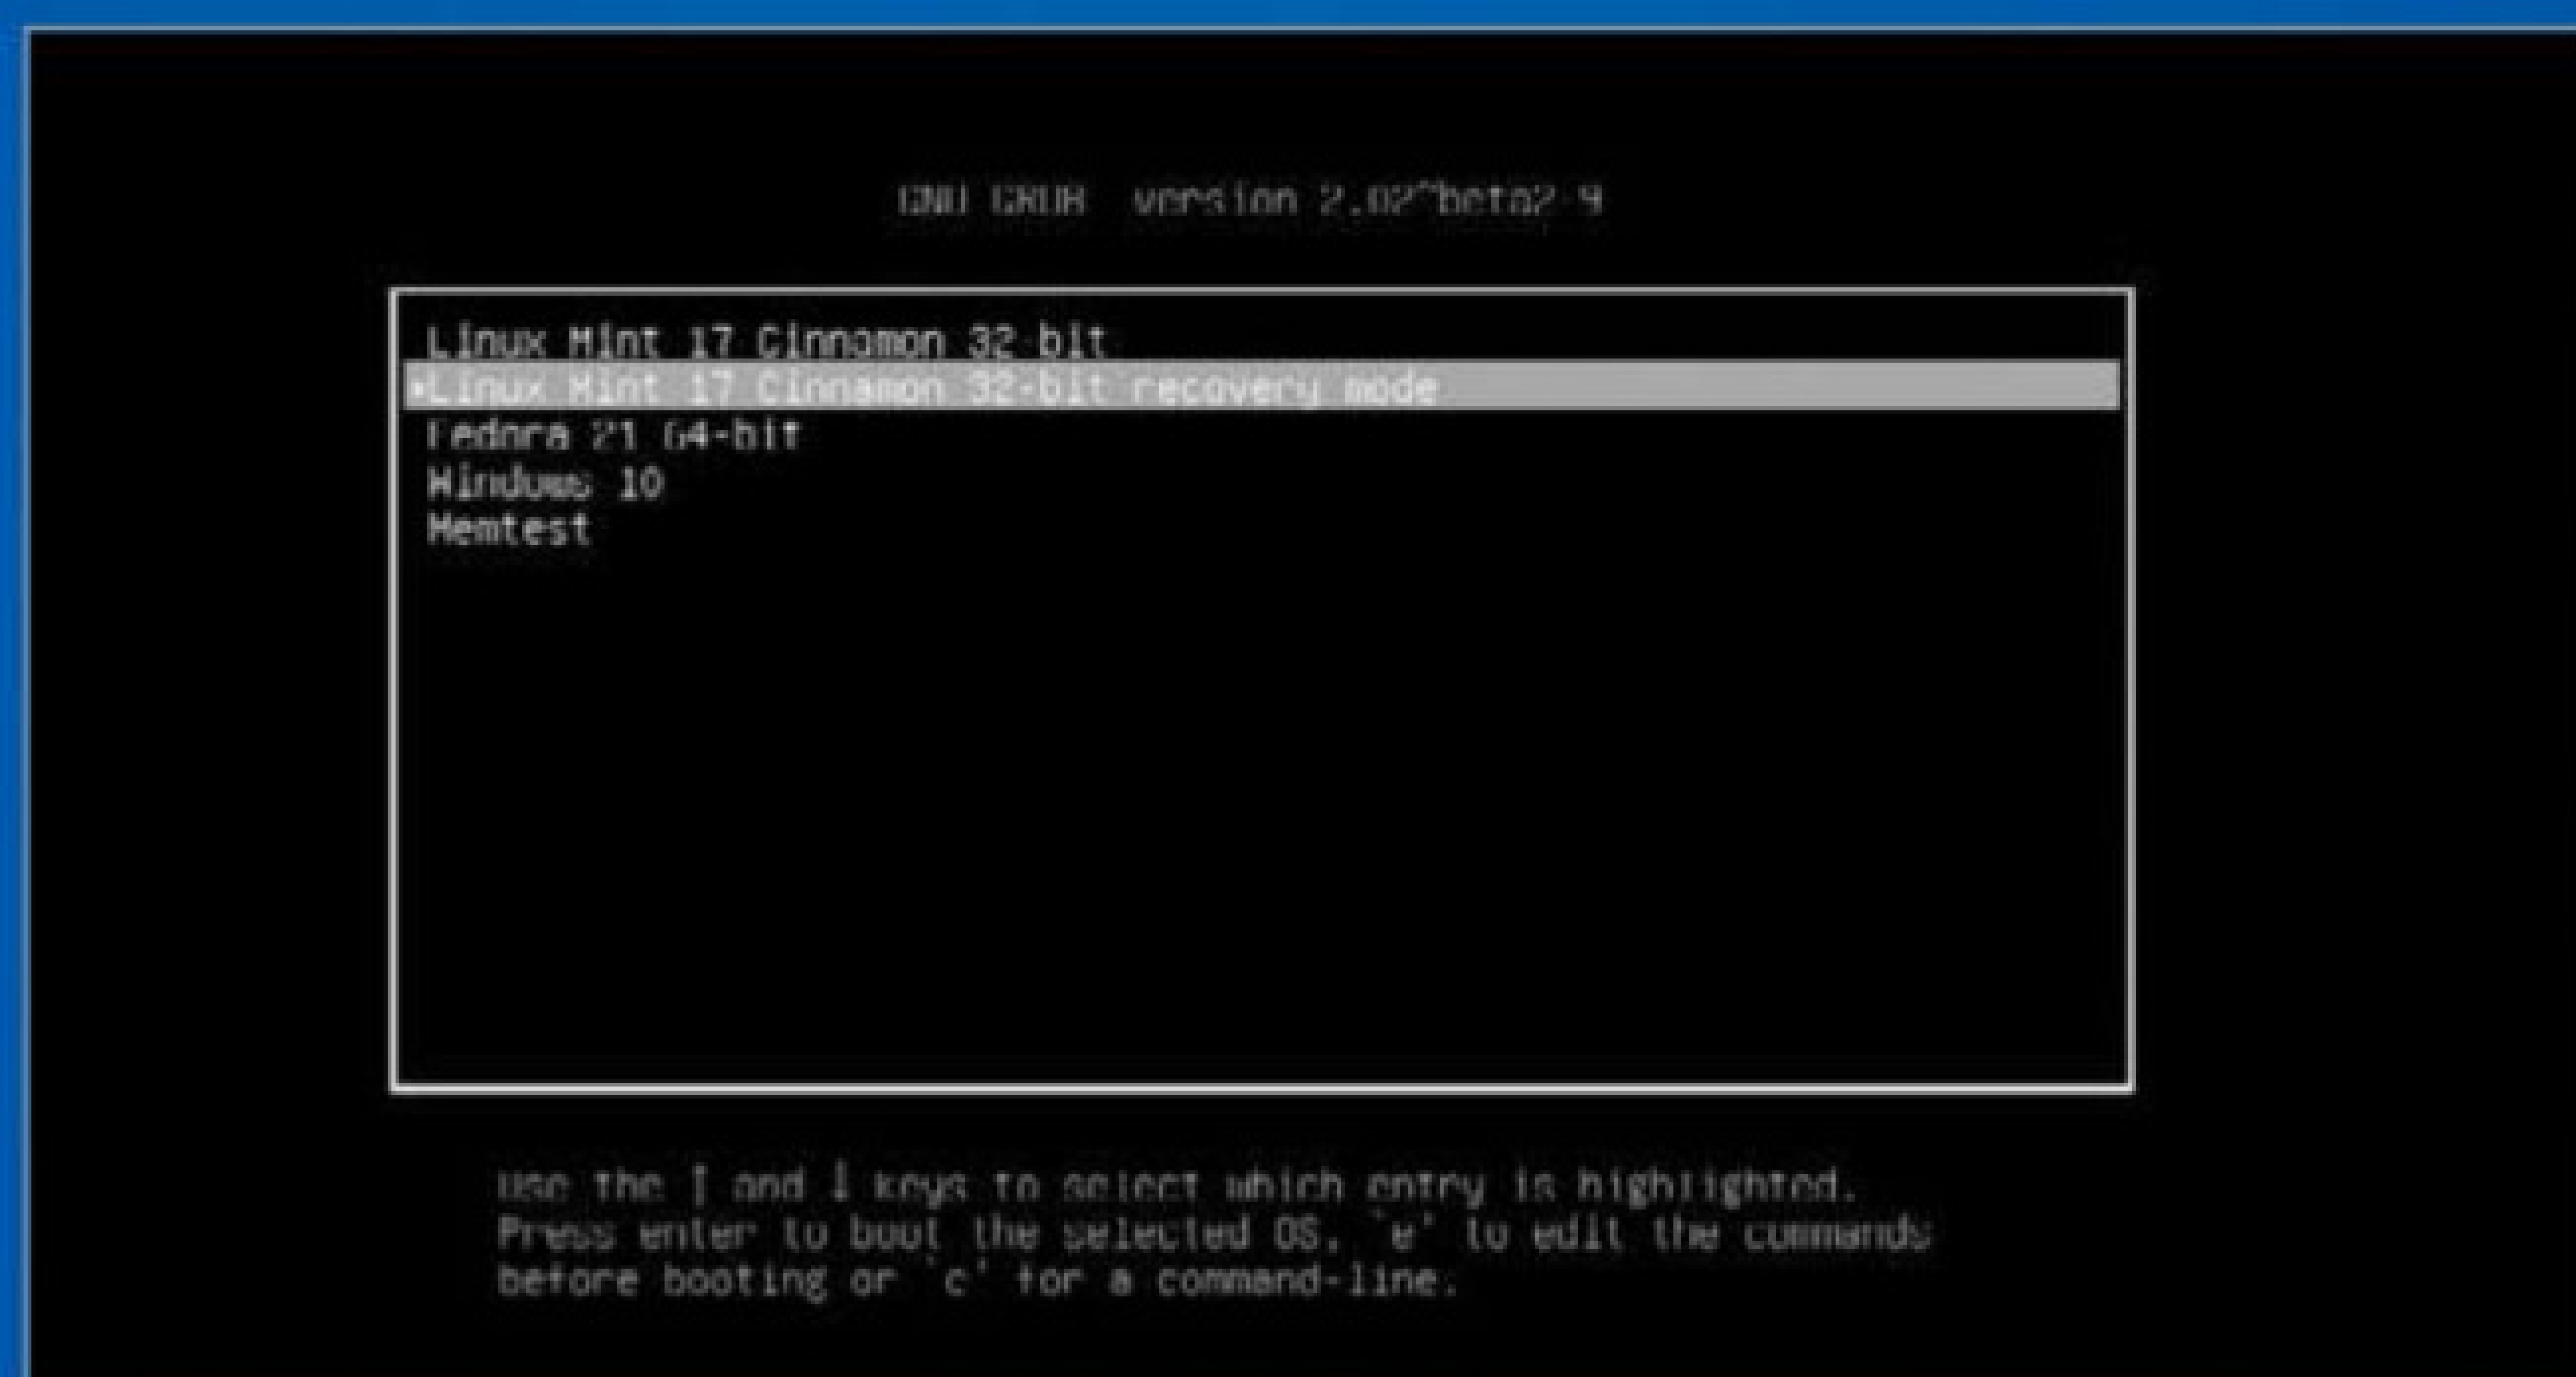 GNU GRUB  version 2.02~beta2-9
Linux Mint 17 Cinnamon 32-bit
*Linux Mint 17 Cinnamon 32-bit recovery mode
Fedora 21 64-bit
Windows 10
Memtest
Use the ↑ and ↓ keys to select which entry is highlighted.
Press enter to boot the selected OS, `e' to edit the commands
before booting or `c' for a command-line.